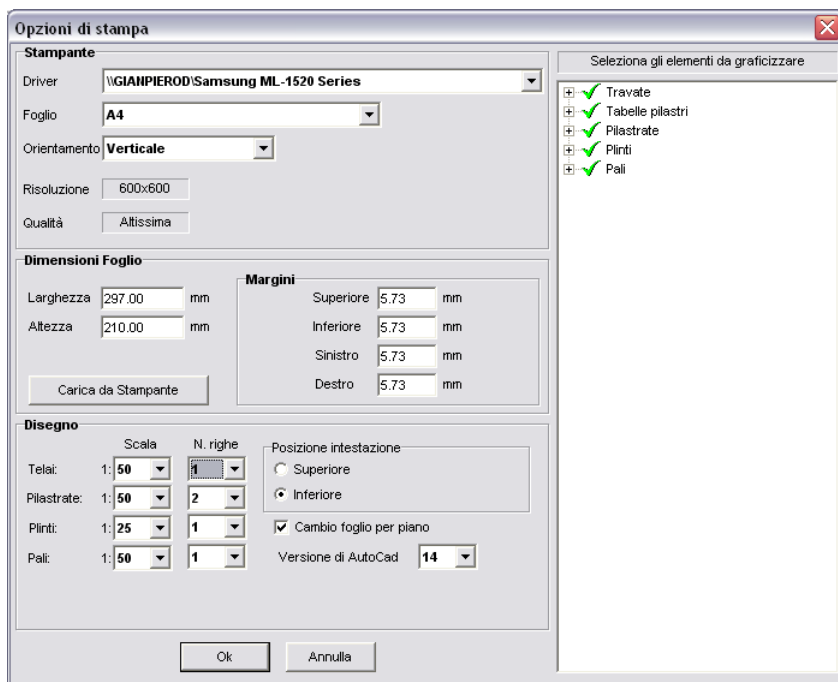 Opzioni di stampa
Stampante
Driver \\GIANPIEROD\Samsung ML-1520 Series
Foglio A4
Orientamento Verticale
Risoluzione 600x600
Qualità Altissima
Dimensioni Foglio
Larghezza 297.00 mm
Altezza 210.00 mm
Carica da Stampante
Margini
Superiore 5.73 mm
Inferiore 5.73 mm
Sinistro 5.73 mm
Destro 5.73 mm
Disegno
Scala N. righe
Telai: 1: 50 1
Pilastrate: 1: 50 2
Plinti: 1: 25 1
Pali: 1: 50 1
Posizione intestazione
Superiore
Inferiore
Cambio foglio per piano
Versione di AutoCad 14
Ok Annulla
Seleziona gli elementi da graficizzare
Travate
Tabelle pilastri
Pilastrate
Plinti
Pali